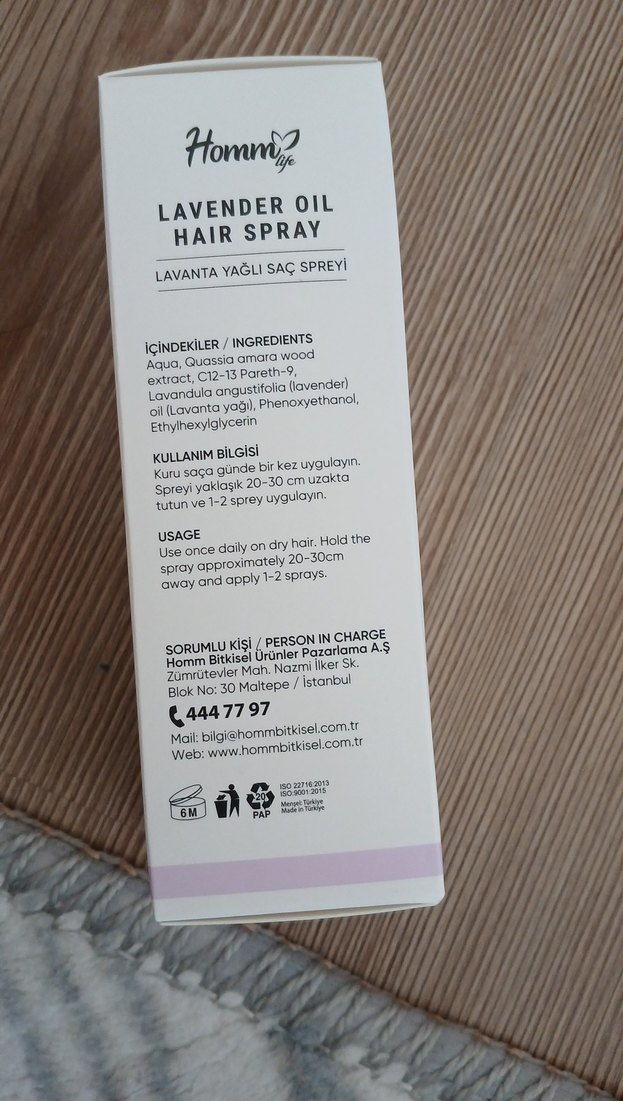 Homm
life
LAVENDER OIL
HAIR SPRAY
LAVANTA YAĞLI SAÇ SPREYİ
İÇİNDEKİLER / INGREDIENTS
Aqua, Quassia amara wood
extract, C12-13 Pareth-9,
Lavandula angustifolia (lavender)
oil (Lavanta yağı), Phenoxyethanol,
Ethylhexylglycerin
KULLANIM BİLGİSİ
Kuru saça günde bir kez uygulayın.
Spreyi yaklaşık 20-30 cm uzakta
tutun ve 1-2 sprey uygulayın.
USAGE
Use once daily on dry hair. Hold the
spray approximately 20-30cm
away and apply 1-2 sprays.
SORUMLU KİŞİ / PERSON IN CHARGE
Homm Bitkisel Ürünler Pazarlama A.Ş
Zümrütevler Mah. Nazmi İlker Sk.
Blok No: 30 Maltepe / İstanbul
444 77 97
Mail: bilgi@hommbitkisel.com.tr
Web: www.hommbitkisel.com.tr
6M
20
PAP
ISO 22716:2013
ISO:9001:2015
Menşei: Türkiye
Made in Türkiye